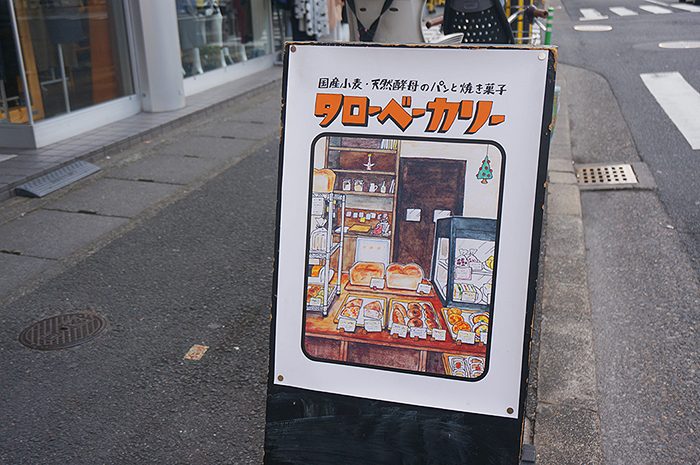 国産小麦・天然酵母のパンと焼き菓子
タローベーカリー